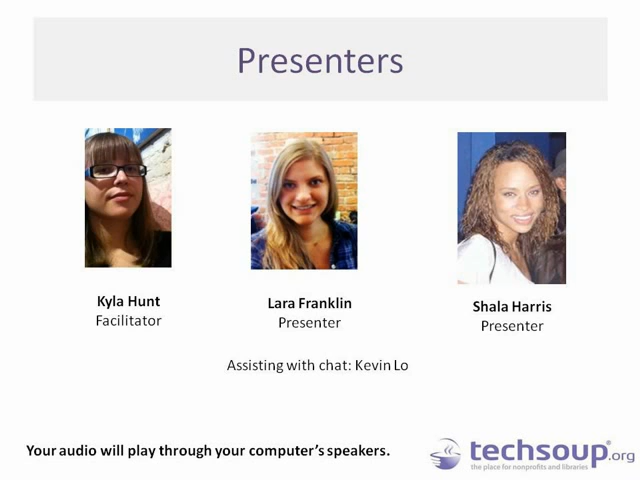 Presenters
Kyla Hunt
Facilitator
Lara Franklin
Presenter
Shala Harris
Presenter
Assisting with chat: Kevin Lo
Your audio will play through your computer's speakers.
techsoup®.org
the place for nonprofits and libraries